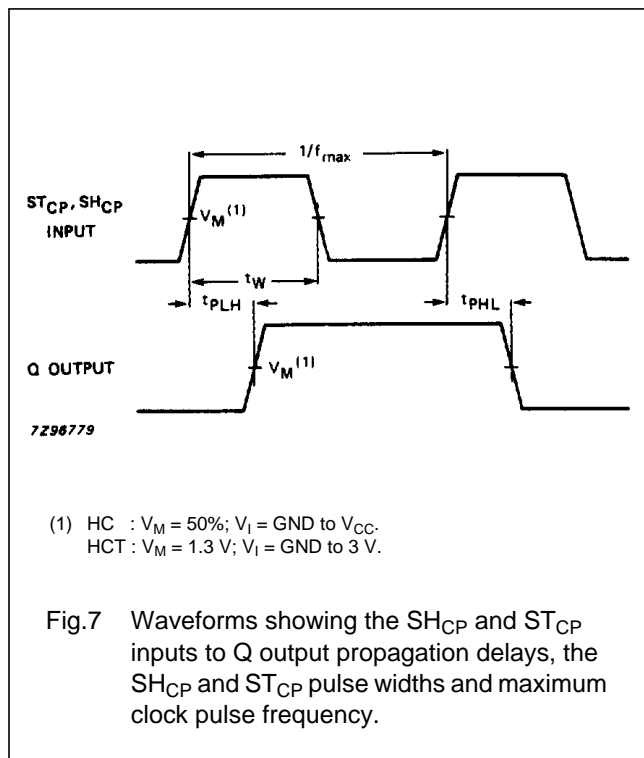 1/fmax
STCP, SHCP
INPUT
VM(1)
tW
tPLH
tPHL
Q OUTPUT
VM(1)
7Z96779
(1) HC : VM = 50%; VI = GND to VCC.
HCT : VM = 1.3 V; VI = GND to 3 V.
Fig.7 Waveforms showing the SHCP and STCP
inputs to Q output propagation delays, the
SHCP and STCP pulse widths and maximum
clock pulse frequency.